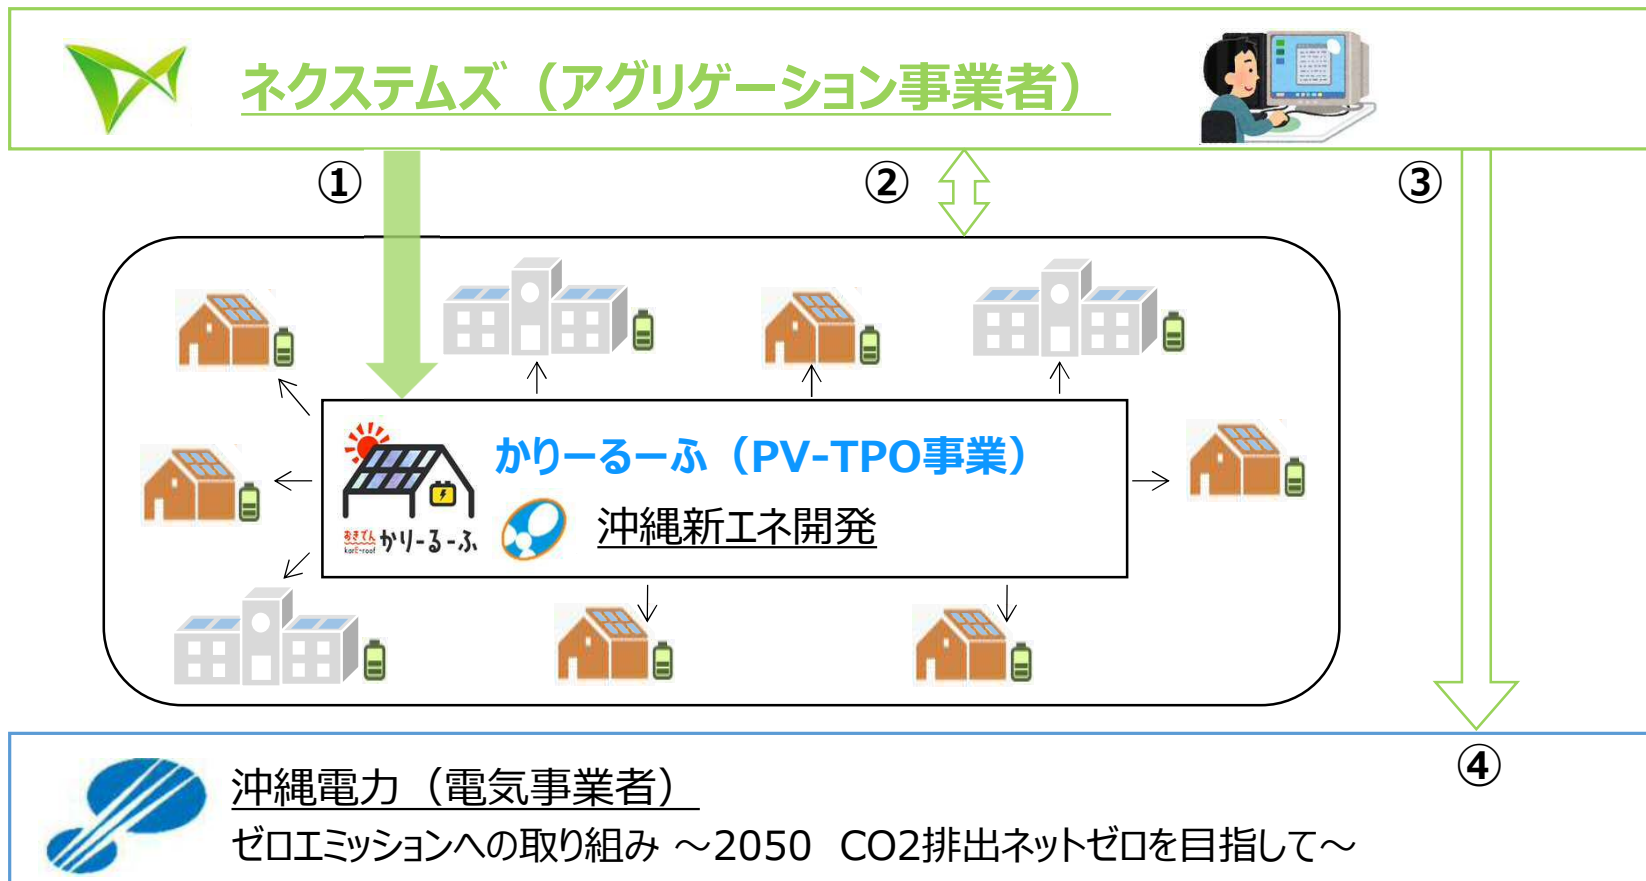 ネクステムズ（アグリゲーション事業者）
①
②
③
かりーるーふ（PV-TPO事業）
沖縄新エネ開発
おきでん
karE-roof
かりーるーふ
④
沖縄電力（電気事業者）
ゼロエミッションへの取り組み ～2050 CO2排出ネットゼロを目指して～